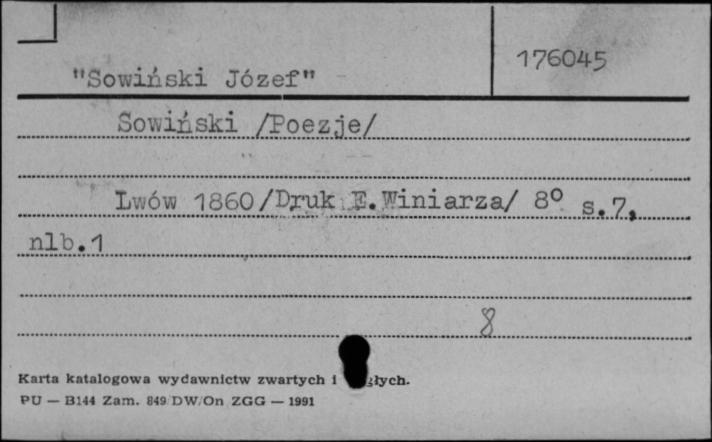 176045
"Sowiński Józef"
Sowiński /Poezje/
Lwów 1860/Druk E.Winiarza/ 8° s.7,
nlb.1
8
Karta katalogowa wydawnictw zwartych i
PU — B144 Zam. 849/DW/On ZGG — 1991